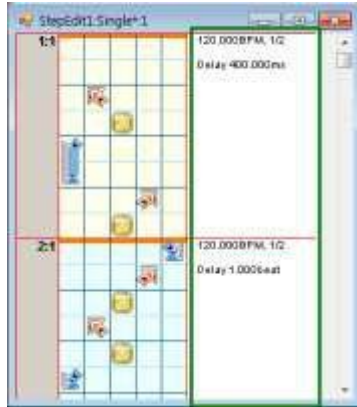 StepEdit1:Single* 1
1:1
120.000BPM, 1/2
Delay 400.000ms
2:1
120.000BPM, 1/2
Delay 1.000beat